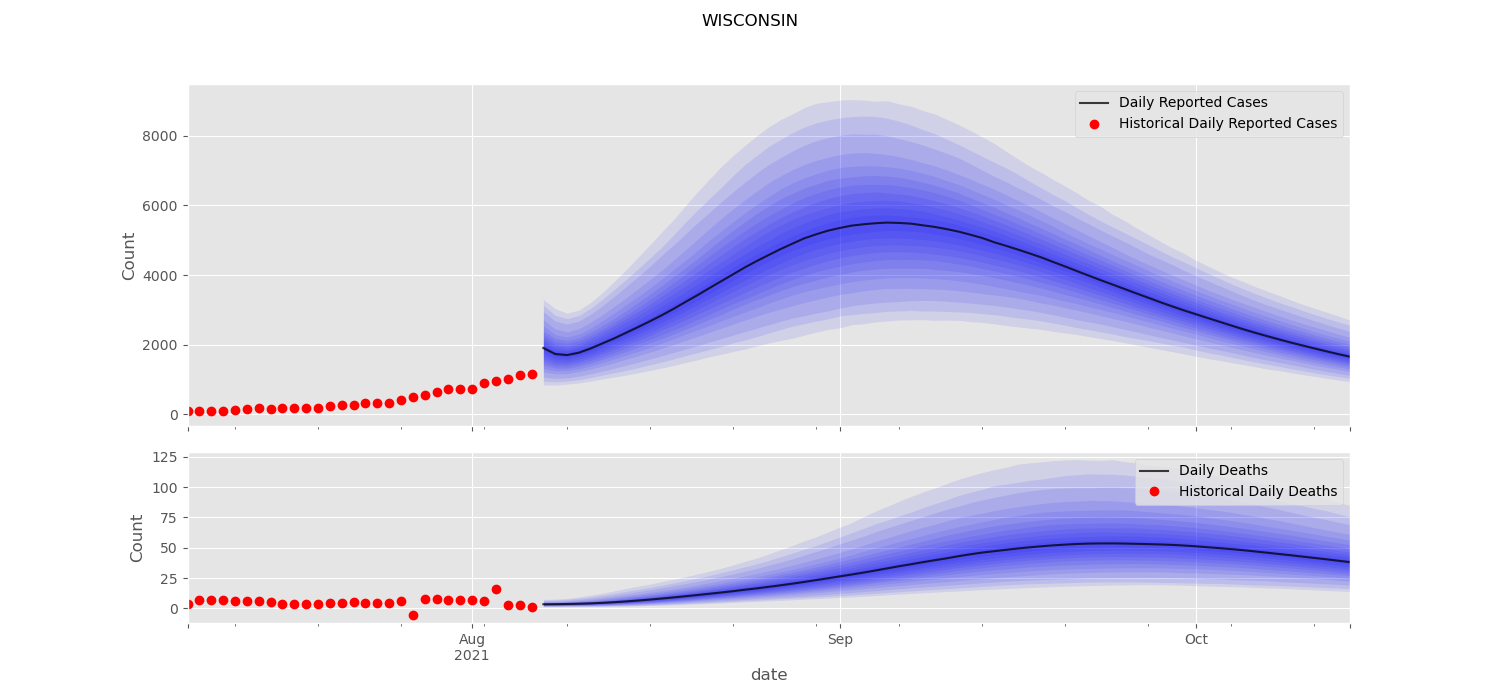 WISCONSIN
Daily Reported Cases
Historical Daily Reported Cases
8000
6000
4000
2000
0
Count
Daily Deaths
Historical Daily Deaths
125
100
75
50
25
0
Count
Aug
2021
Sep
Oct
date